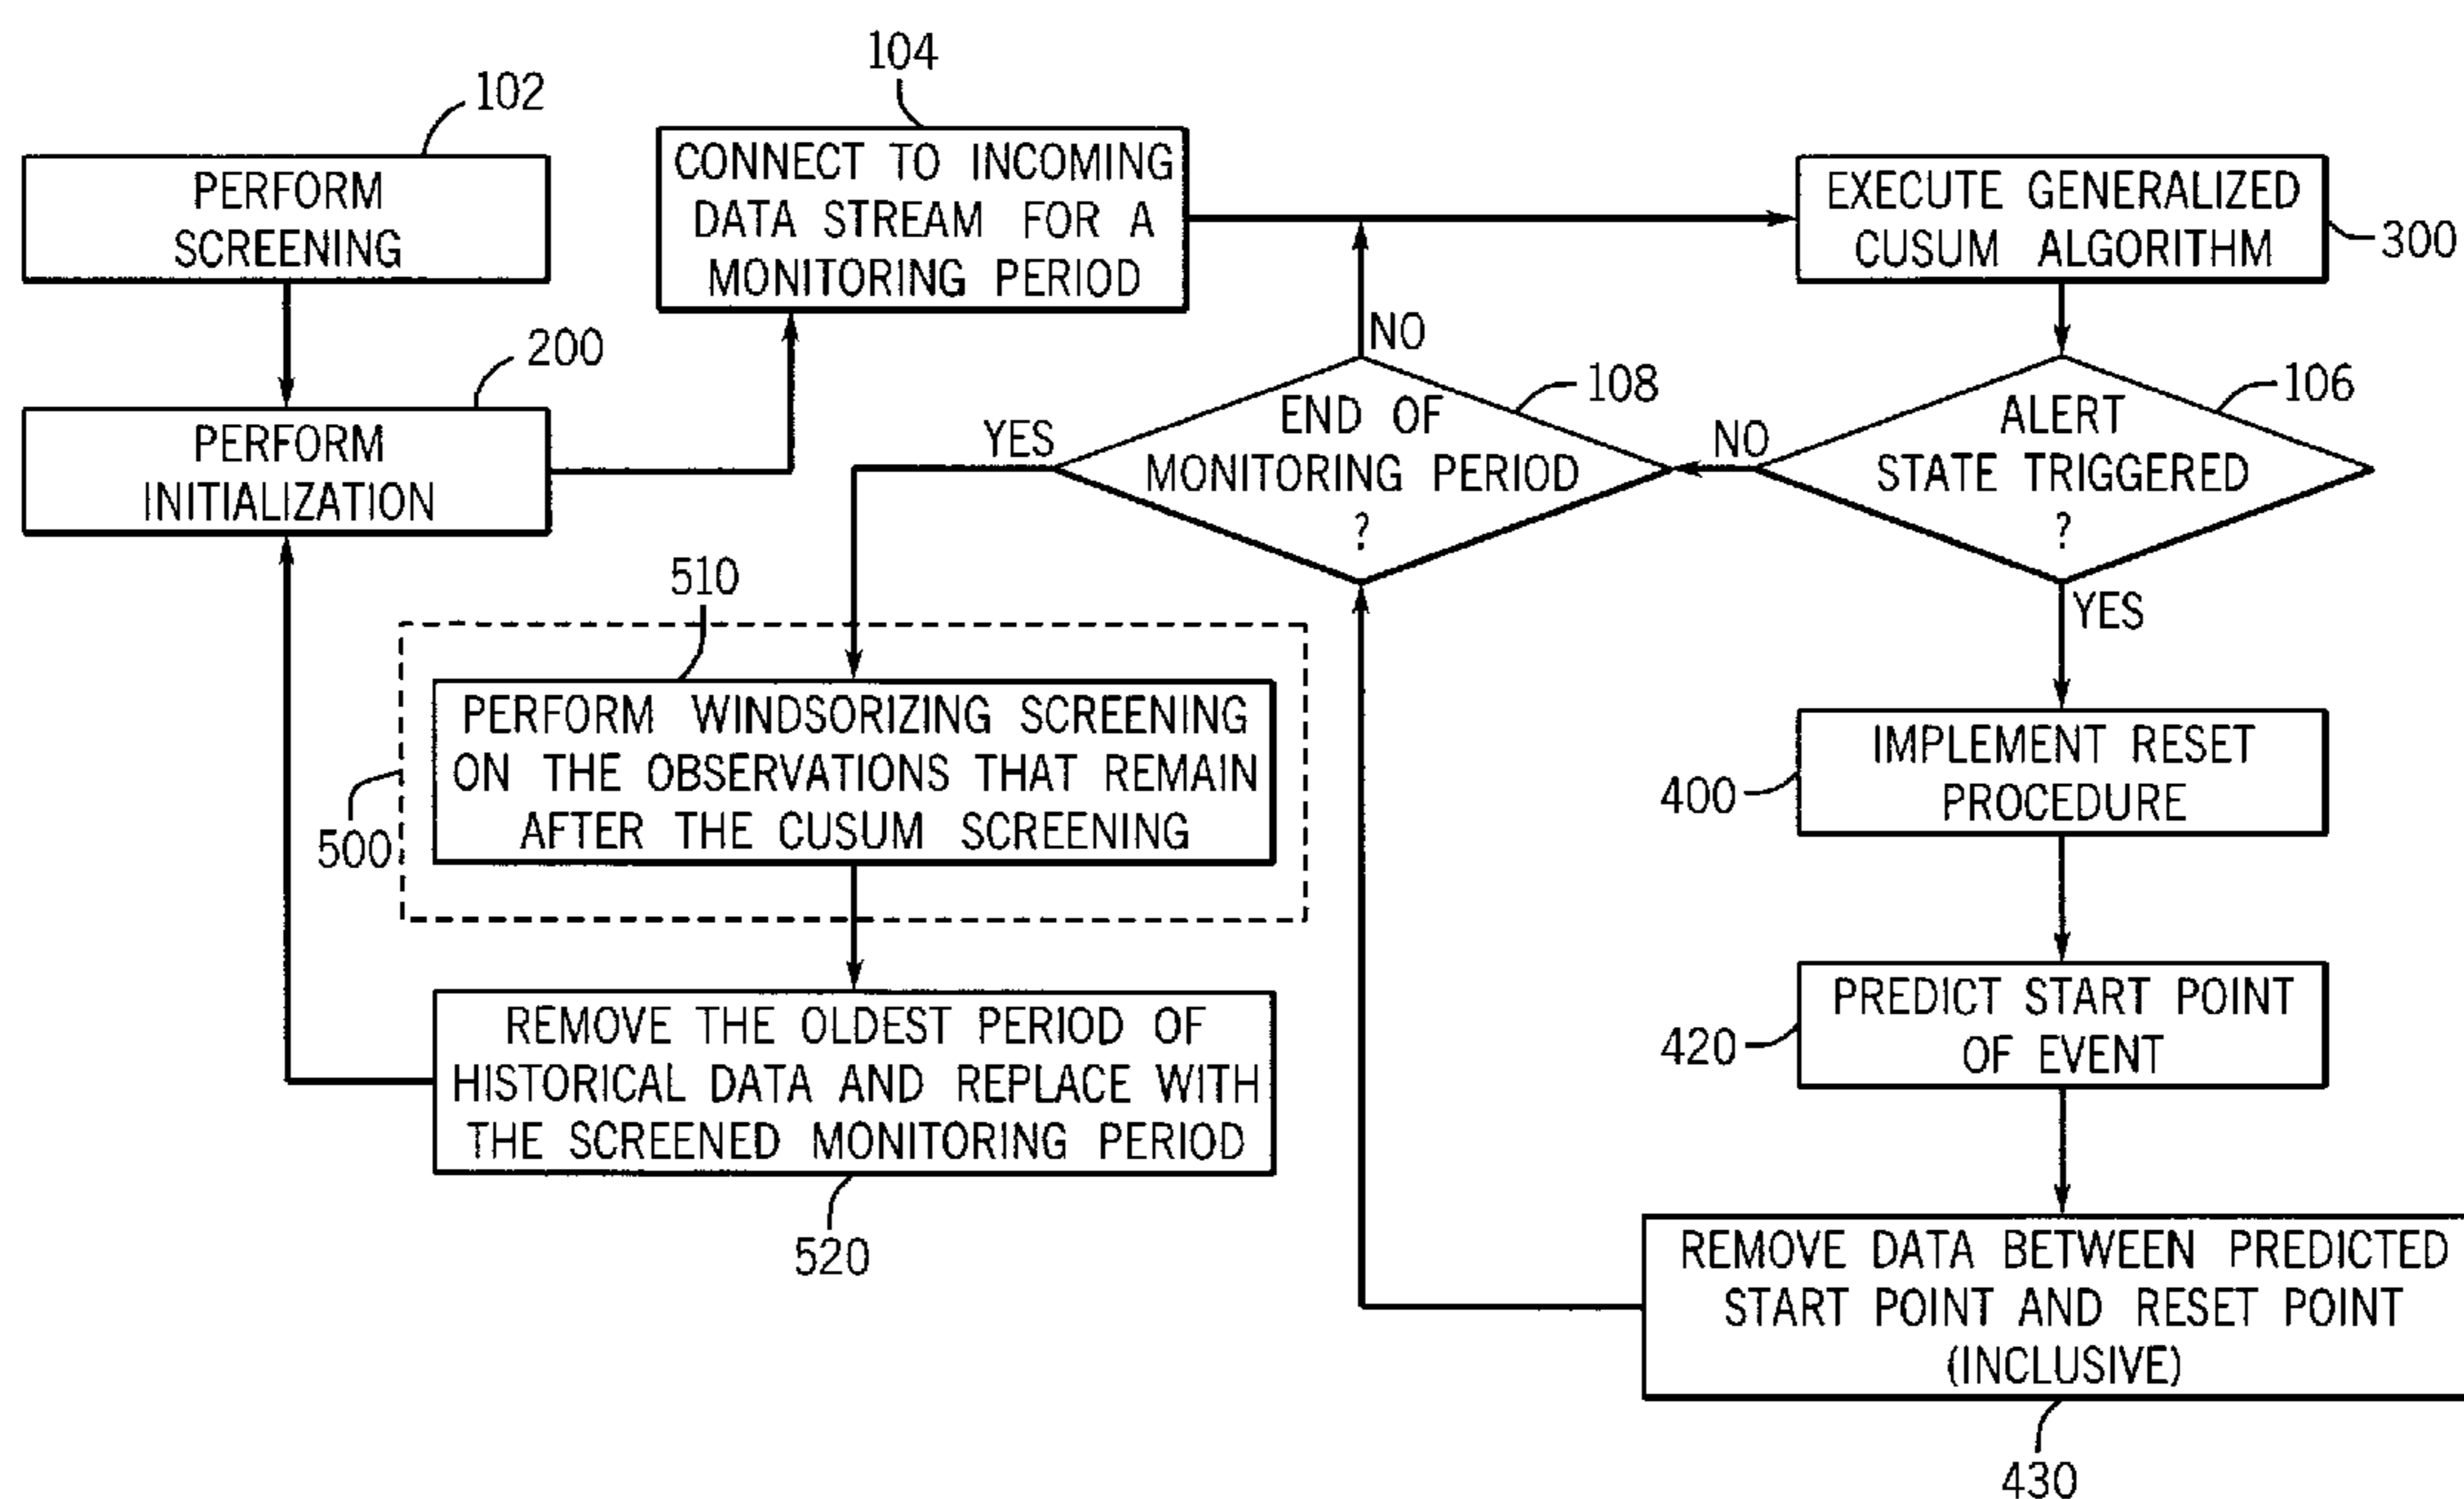 102
PERFORM
SCREENING
200
PERFORM
INITIALIZATION
104
CONNECT TO INCOMING
DATA STREAM FOR A
MONITORING PERIOD
EXECUTE GENERALIZED
CUSUM ALGORITHM
300
106
ALERT
STATE TRIGGERED
?
NO
YES
108
END OF
MONITORING PERIOD
?
NO
YES
IMPLEMENT RESET
PROCEDURE
400
PREDICT START POINT
OF EVENT
420
REMOVE DATA BETWEEN PREDICTED
START POINT AND RESET POINT
(INCLUSIVE)
430
500
510
PERFORM WINDSORIZING SCREENING
ON THE OBSERVATIONS THAT REMAIN
AFTER THE CUSUM SCREENING
REMOVE THE OLDEST PERIOD OF
HISTORICAL DATA AND REPLACE WITH
THE SCREENED MONITORING PERIOD
520